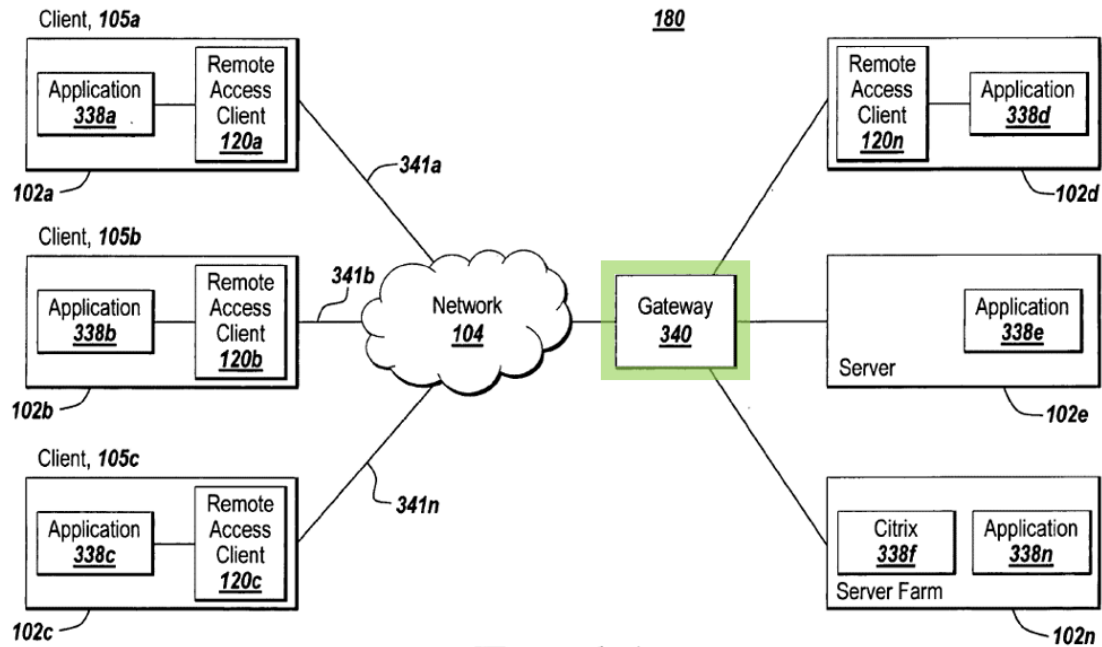 Client, 105a
180
Application
338a
Remote
Access
Client
120a
Remote
Access
Client
120n
Application
338d
341a
102a
102d
Client, 105b
341b
Application
338b
Remote
Access
Client
120b
Network
104
Gateway
340
Application
338e
Server
102b
102e
Client, 105c
341n
Application
338c
Remote
Access
Client
120c
Citrix
338f
Application
338n
Server Farm
102c
102n